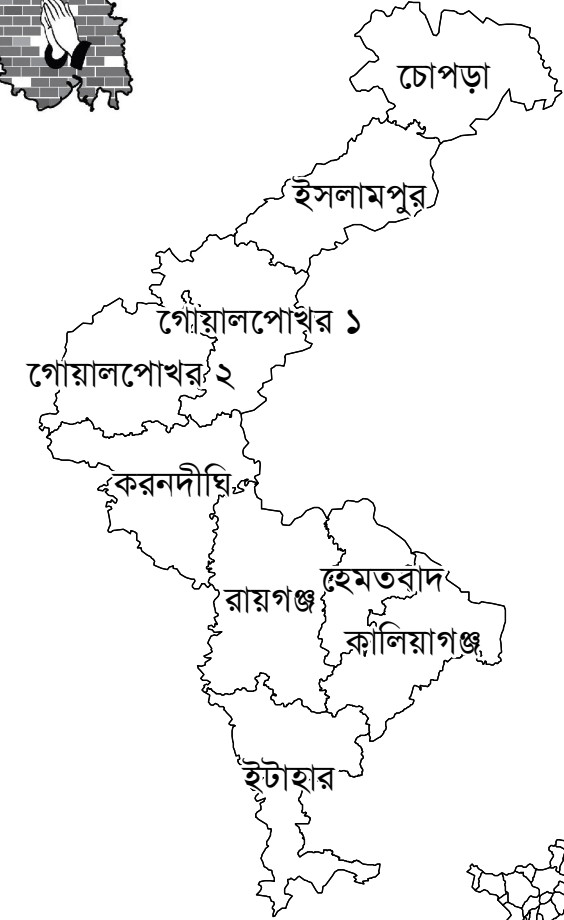 চোপড়া
ইসলামপুর
গোয়ালপোখর ১
গোয়ালপোখর ২
করনদীঘি
হেমতবাদ
রায়গঞ্জ
কালিয়াগঞ্জ
ইটাহার